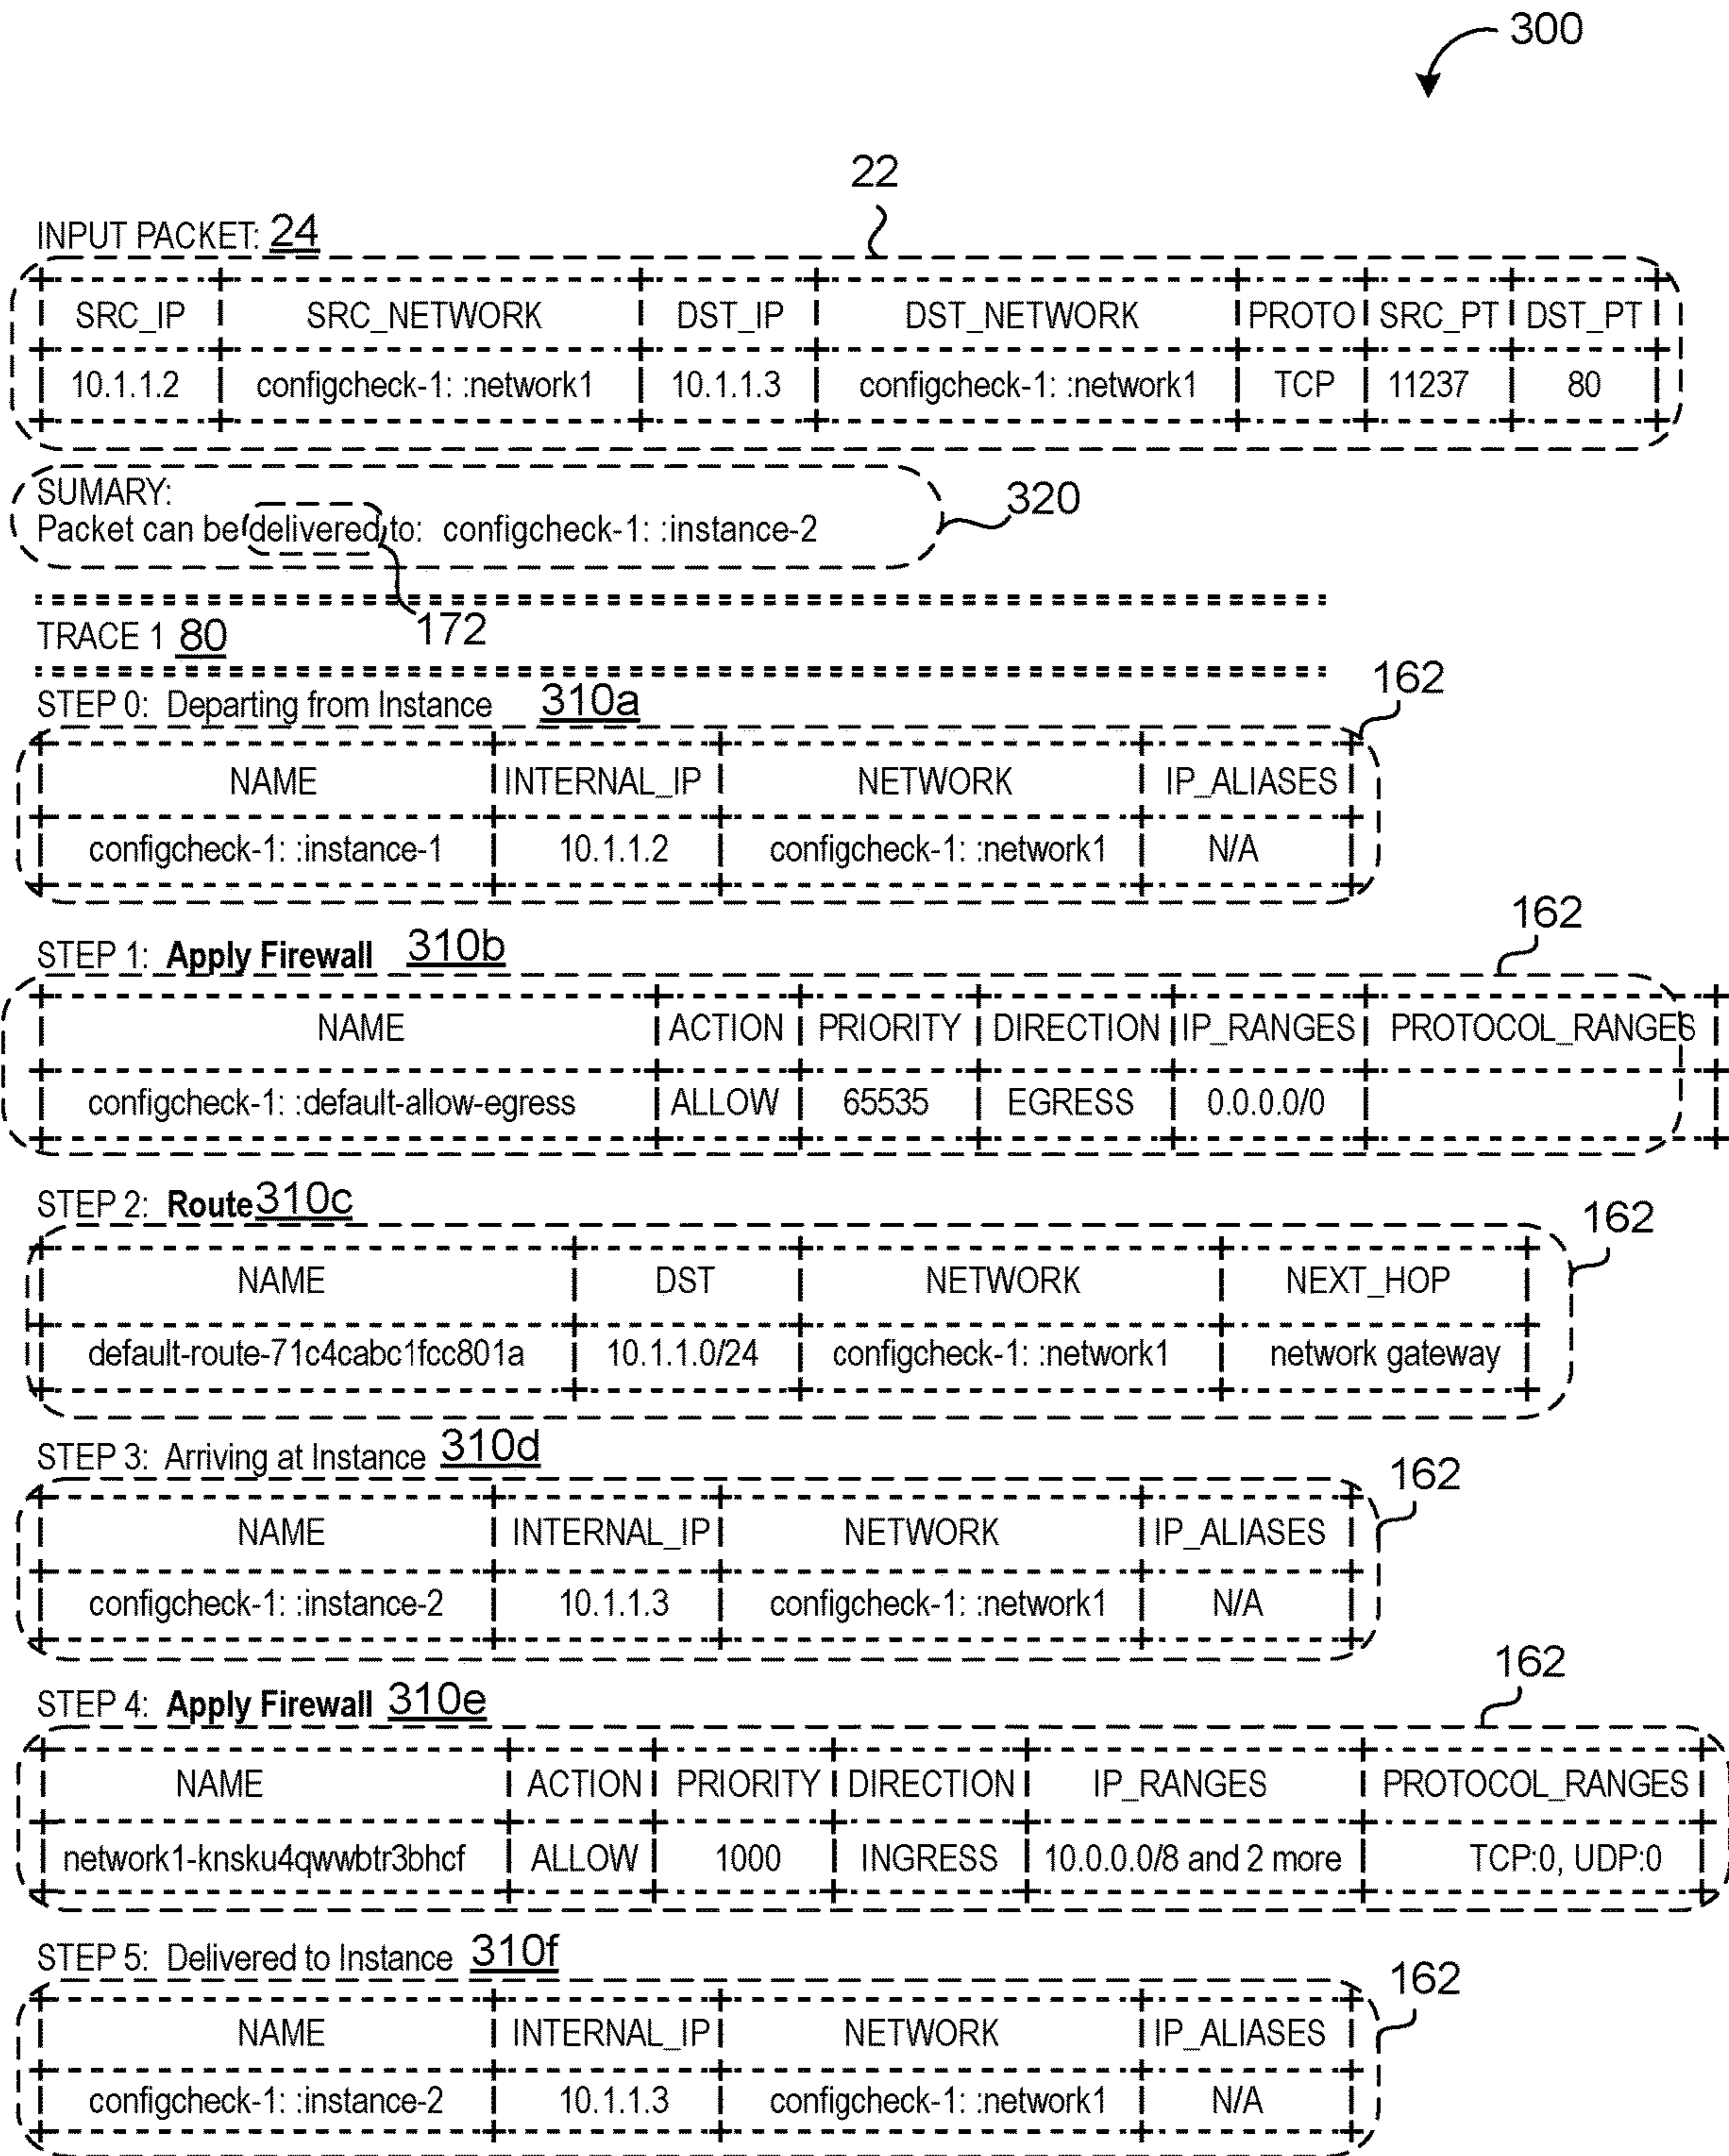 300
22
INPUT PACKET: 24
SRC_IP SRC_NETWORK DST_IP DST_NETWORK PROTO SRC_PT DST_PT
10.1.1.2 configcheck-1: :network1 10.1.1.3 configcheck-1: :network1 TCP 11237 80
SUMARY:
Packet can be delivered to: configcheck-1: :instance-2
320
172
TRACE 1 80
STEP 0: Departing from Instance 310a
162
NAME INTERNAL_IP NETWORK IP_ALIASES
configcheck-1: :instance-1 10.1.1.2 configcheck-1: :network1 N/A
162
STEP 1: Apply Firewall 310b
NAME ACTION PRIORITY DIRECTION IP_RANGES PROTOCOL_RANGES
configcheck-1: :default-allow-egress ALLOW 65535 EGRESS 0.0.0.0/0
STEP 2: Route 310c
162
NAME DST NETWORK NEXT_HOP
default-route-71c4cabc1fcc801a 10.1.1.0/24 configcheck-1: :network1 network gateway
STEP 3: Arriving at Instance 310d
162
NAME INTERNAL_IP NETWORK IP_ALIASES
configcheck-1: :instance-2 10.1.1.3 configcheck-1: :network1 N/A
162
STEP 4: Apply Firewall 310e
NAME ACTION PRIORITY DIRECTION IP_RANGES PROTOCOL_RANGES
network1-knsku4qwwbtr3bhcf ALLOW 1000 INGRESS 10.0.0.0/8 and 2 more TCP:0, UDP:0
STEP 5: Delivered to Instance 310f
162
NAME INTERNAL_IP NETWORK IP_ALIASES
configcheck-1: :instance-2 10.1.1.3 configcheck-1: :network1 N/A